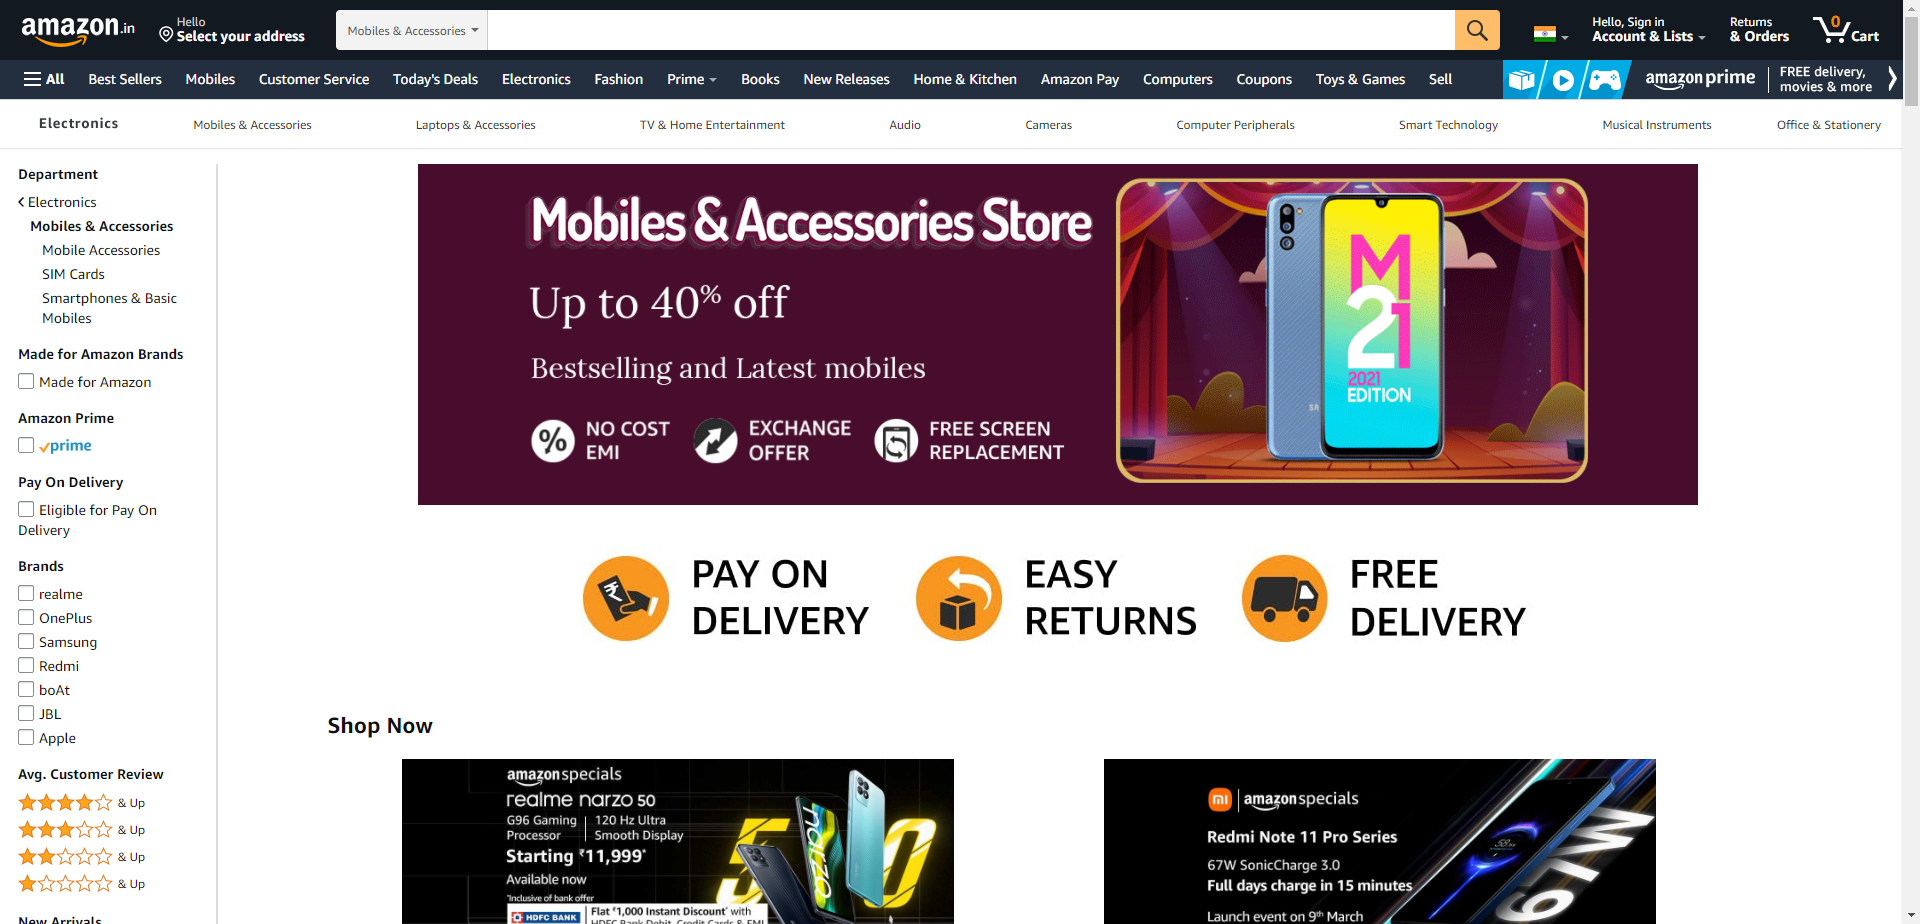 amazon.in
Hello
Select your address
Mobiles & Accessories
Hello, Sign in
Account & Lists
Returns
& Orders
0
Cart
All
Best Sellers
Mobiles
Customer Service
Today's Deals
Electronics
Fashion
Prime
Books
New Releases
Home & Kitchen
Amazon Pay
Computers
Coupons
Toys & Games
Sell
amazon prime
FREE delivery,
movies & more
Electronics
Mobiles & Accessories
Laptops & Accessories
TV & Home Entertainment
Audio
Cameras
Computer Peripherals
Smart Technology
Musical Instruments
Office & Stationery
Department
Electronics
Mobiles & Accessories
Mobile Accessories
SIM Cards
Smartphones & Basic
Mobiles
Made for Amazon Brands
Made for Amazon
Amazon Prime
prime
Pay On Delivery
Eligible for Pay On
Delivery
Brands
realme
OnePlus
Samsung
Redmi
boAt
JBL
Apple
Avg. Customer Review
& Up
& Up
& Up
& Up
New Arrivals
Mobiles & Accessories Store
Up to 40% off
Bestselling and Latest mobiles
% NO COST
EMI
EXCHANGE
OFFER
FREE SCREEN
REPLACEMENT
M
21
2021
EDITION
PAY ON
DELIVERY
EASY
RETURNS
FREE
DELIVERY
Shop Now
amazon specials
realme narzo 50
G96 Gaming
Processor
120 Hz Ultra
Smooth Display
Starting ₹11,999*
Available now
*Inclusive of bank offer
HDFC BANK
Flat ₹1,000 Instant Discount* with
HDFC Bank Debit, Credit Cards & EMI
narzo
50
mi
amazon specials
Redmi Note 11 Pro Series
67W SonicCharge 3.0
Full days charge in 15 minutes
Launch event on 9th March
67W